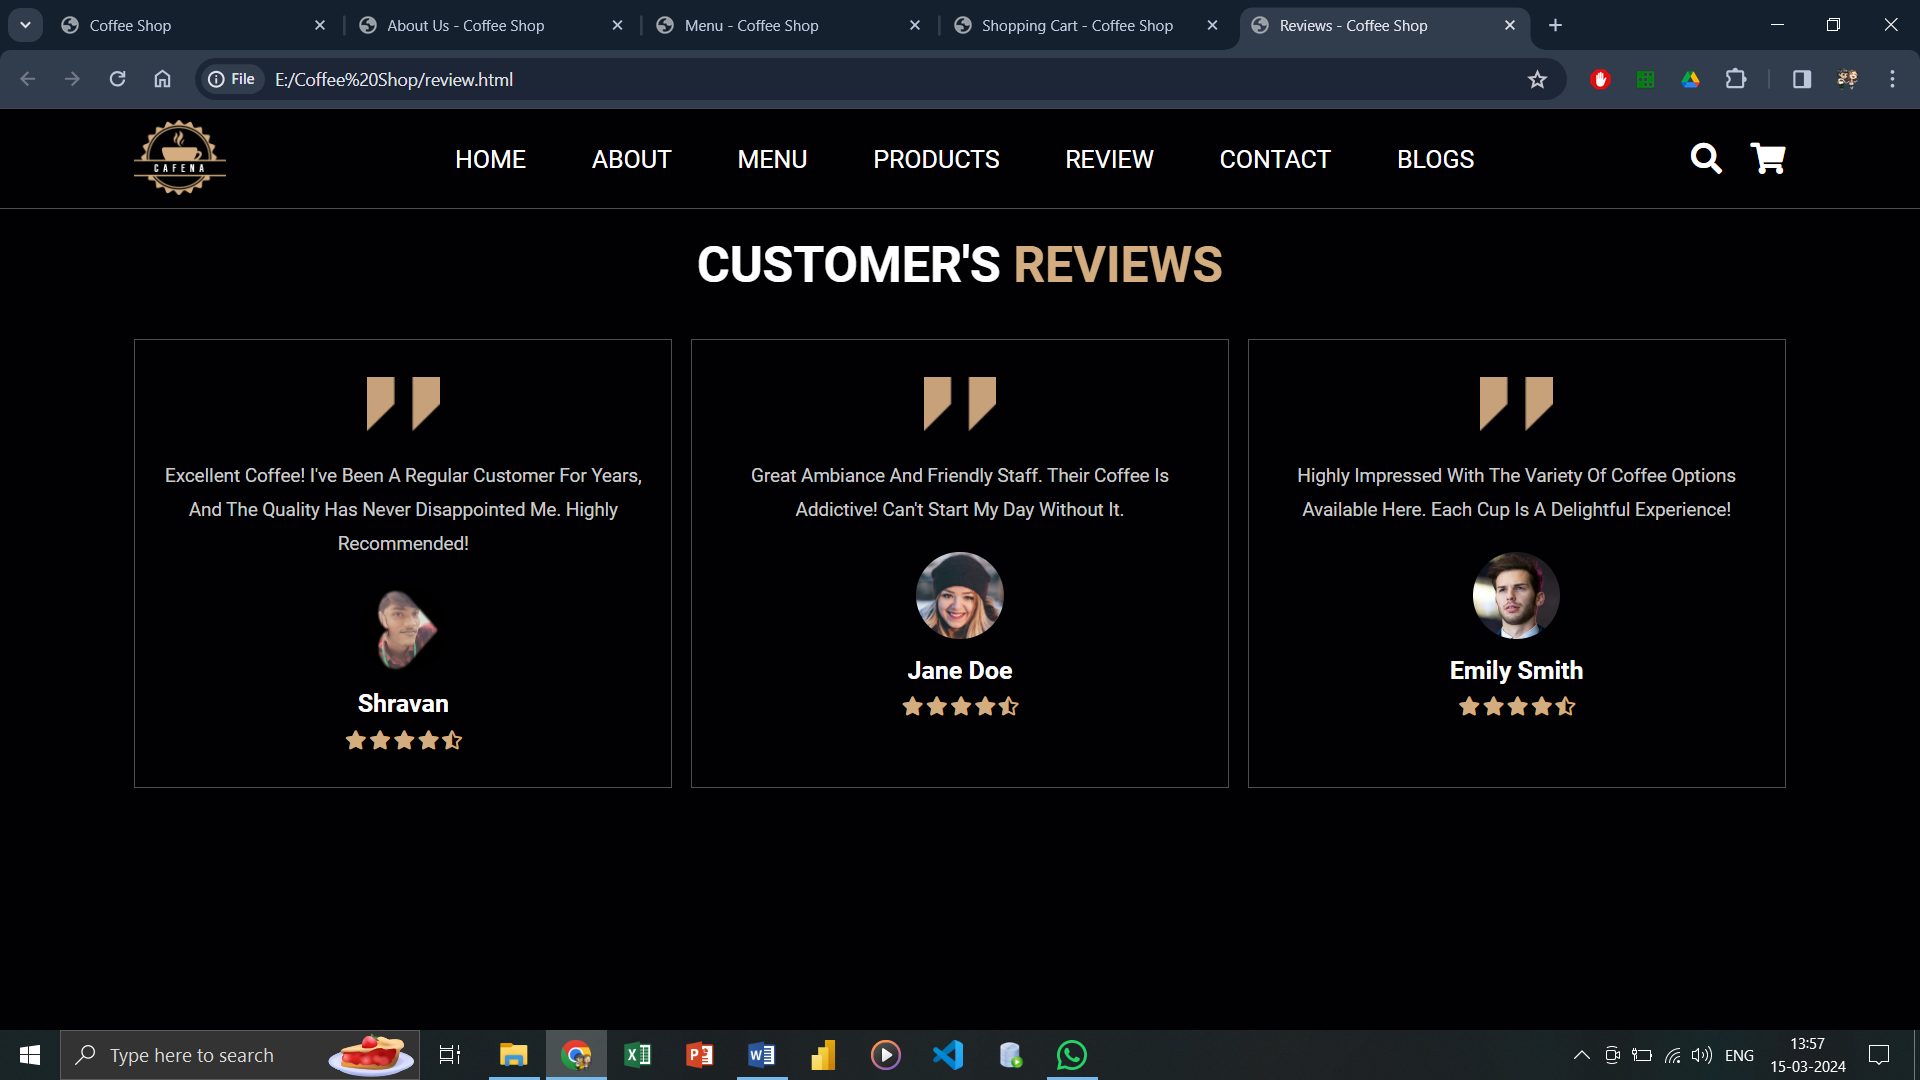 Coffee Shop
About Us - Coffee Shop
Menu - Coffee Shop
Shopping Cart - Coffee Shop
Reviews - Coffee Shop
File
E:/Coffee%20Shop/review.html
CAFENA
HOME
ABOUT
MENU
PRODUCTS
REVIEW
CONTACT
BLOGS
CUSTOMER'S REVIEWS
Excellent Coffee! I've Been A Regular Customer For Years,
And The Quality Has Never Disappointed Me. Highly
Recommended!
Shravan
Great Ambiance And Friendly Staff. Their Coffee Is
Addictive! Can't Start My Day Without It.
Jane Doe
Highly Impressed With The Variety Of Coffee Options
Available Here. Each Cup Is A Delightful Experience!
Emily Smith
Type here to search
ENG
13:57
15-03-2024